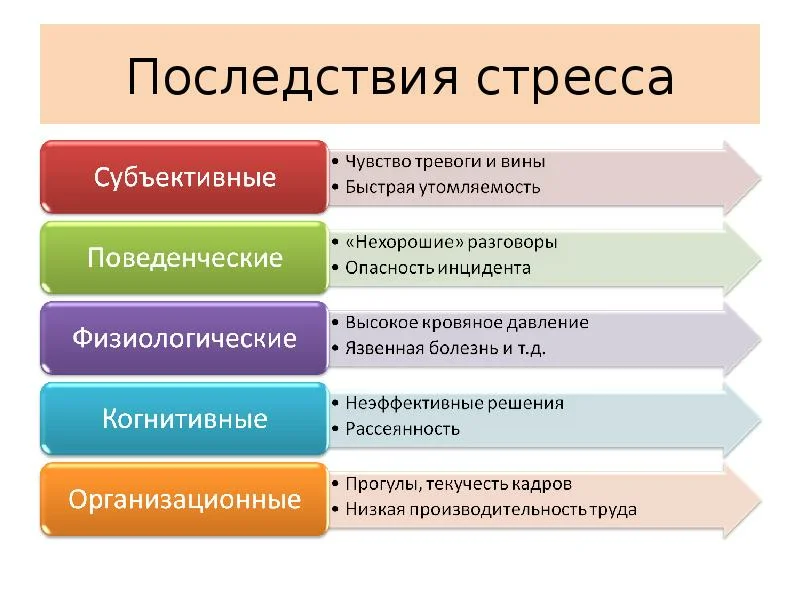 Последствия стресса
Субъективные
• Чувство тревоги и вины
• Быстрая утомляемость
Поведенческие
• «Нехорошие» разговоры
• Опасность инцидента
Физиологические
• Высокое кровяное давление
• Язвенная болезнь и т.д.
Когнитивные
• Неэффективные решения
• Рассеянность
Организационные
• Прогулы, текучесть кадров
• Низкая производительность труда